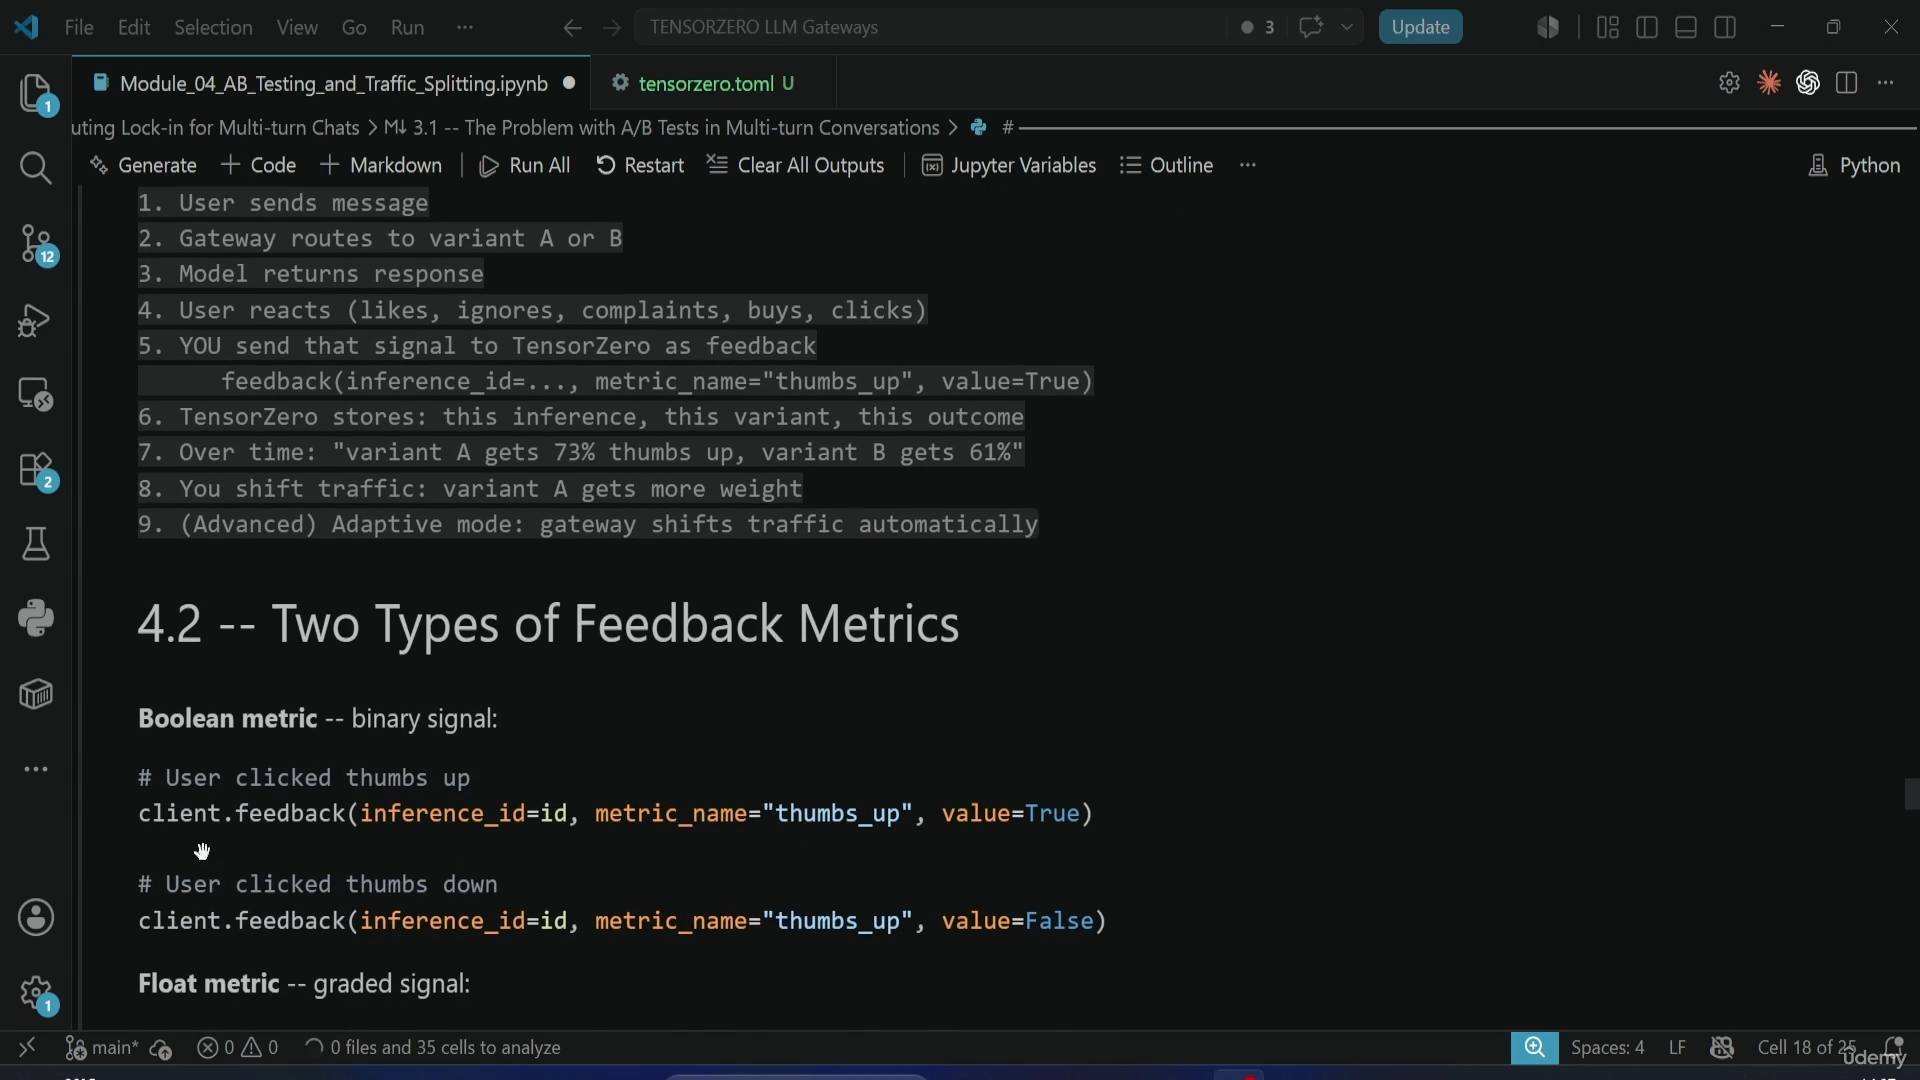 File Edit Selection View Go Run ··· TENSORZERO LLM Gateways 3 Update
Module_04_AB_Testing_and_Traffic_Splitting.ipynb tensorzero.toml U
uting Lock-in for Multi-turn Chats > M↓ 3.1 -- The Problem with A/B Tests in Multi-turn Conversations > #
Generate + Code + Markdown Run All Restart Clear All Outputs Jupyter Variables Outline ··· Python
1. User sends message
2. Gateway routes to variant A or B
3. Model returns response
4. User reacts (likes, ignores, complaints, buys, clicks)
5. YOU send that signal to TensorZero as feedback
feedback(inference_id=..., metric_name="thumbs_up", value=True)
6. TensorZero stores: this inference, this variant, this outcome
7. Over time: "variant A gets 73% thumbs up, variant B gets 61%"
8. You shift traffic: variant A gets more weight
9. (Advanced) Adaptive mode: gateway shifts traffic automatically
4.2 -- Two Types of Feedback Metrics
Boolean metric -- binary signal:
# User clicked thumbs up
client.feedback(inference_id=id, metric_name="thumbs_up", value=True)
# User clicked thumbs down
client.feedback(inference_id=id, metric_name="thumbs_up", value=False)
Float metric -- graded signal:
1
12
2
1
main* 0 0 0 files and 35 cells to analyze Spaces: 4 LF Cell 18 of 25
udemy